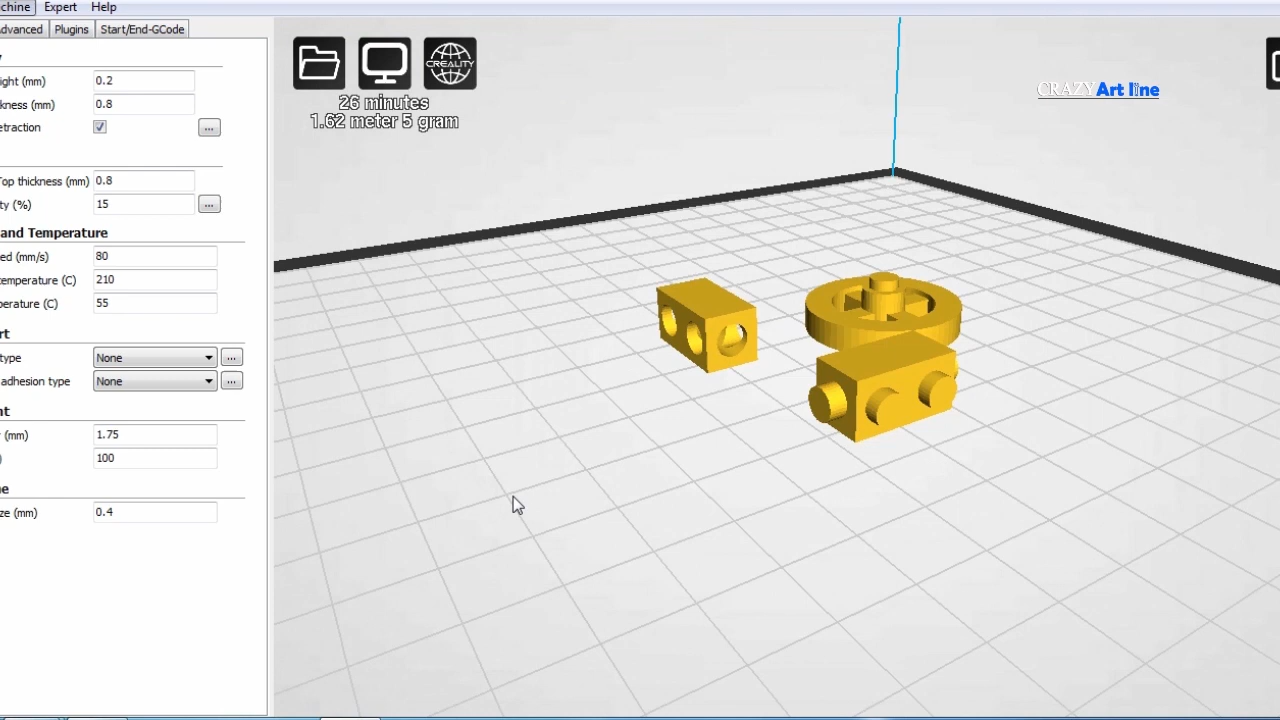 chine Expert Help
dvanced Plugins Start/End-GCode
ight (mm) 0.2
kness (mm) 0.8
etraction ...
Top thickness (mm) 0.8
ty (%) 15 ...
and Temperature
ed (mm/s) 80
temperature (C) 210
perature (C) 55
rt
type None ...
adhesion type None ...
nt
r (mm) 1.75
) 100
ne
ze (mm) 0.4
CREALITY
26 minutes
1.62 meter 5 gram
CRAZY Art line